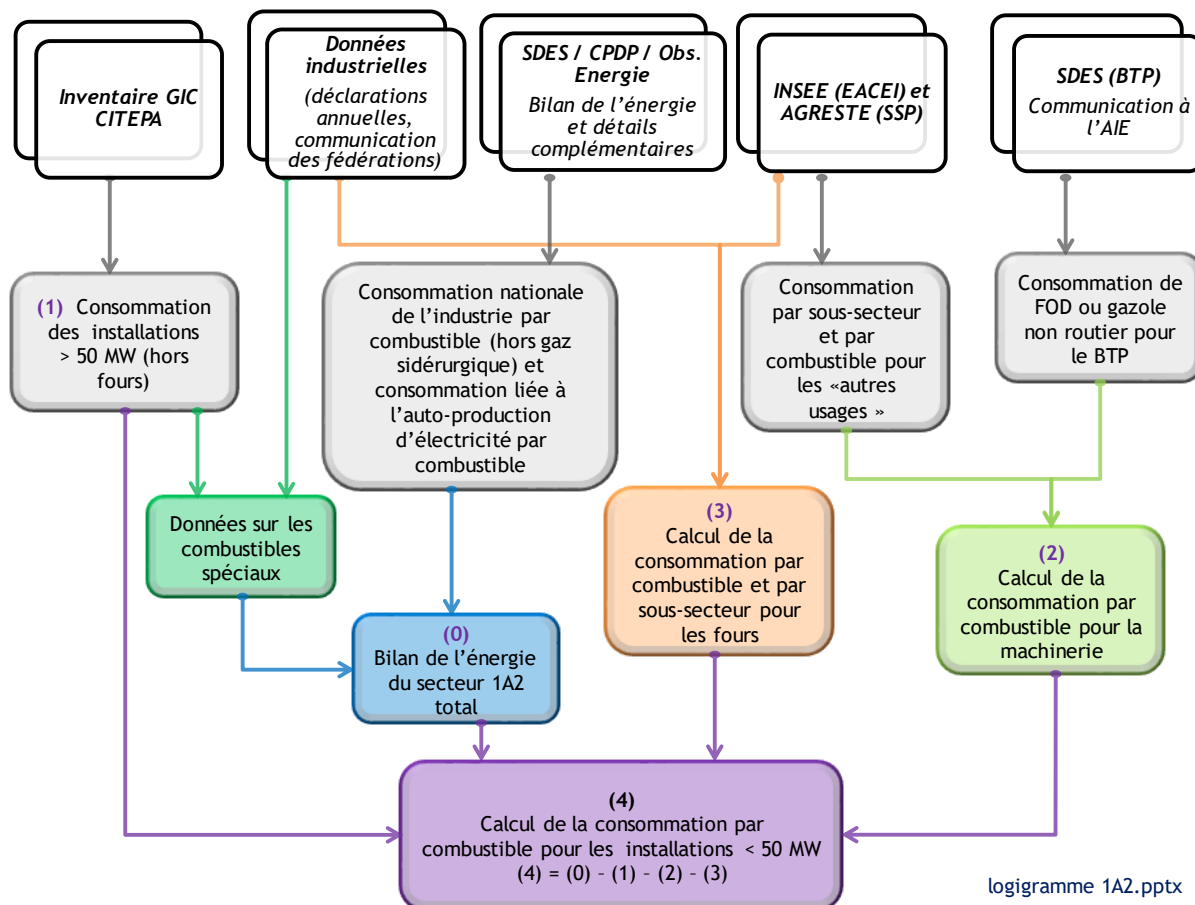 Inventaire GIC
CITEPA
Données
industrielles
(déclarations
annuelles,
communication
des fédérations)
SDES / CPDP / Obs.
Energie
Bilan de l’énergie
et détails
complémentaires
INSEE (EACEI) et
AGRESTE (SSP)
SDES (BTP)
Communication à
l’AIE
(1) Consommation
des installations
> 50 MW (hors
fours)
Consommation nationale
de l’industrie par
combustible (hors gaz
sidérurgique) et
consommation liée à
l’auto-production
d’électricité par
combustible
Consommation
par sous-secteur
et par
combustible pour
les «autres
usages »
Consommation de
FOD ou gazole
non routier pour
le BTP
Données sur les
combustibles
spéciaux
(0)
Bilan de l’énergie
du secteur 1A2
total
(3)
Calcul de la
consommation par
combustible et par
sous-secteur pour
les fours
(2)
Calcul de la
consommation par
combustible pour la
machinerie
(4)
Calcul de la consommation par
combustible pour les installations < 50 MW
(4) = (0) – (1) – (2) – (3)
logigramme 1A2.pptx